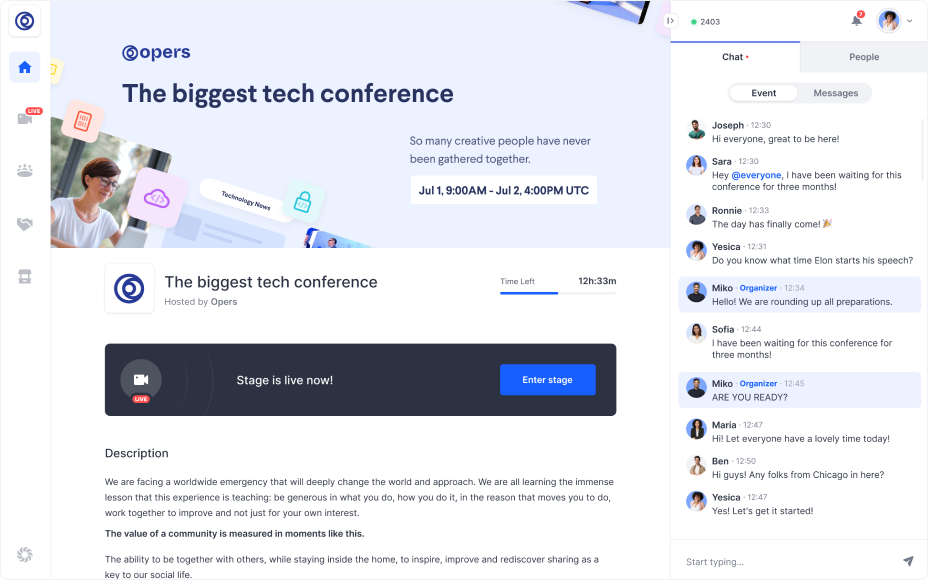 LIVE
opers
The biggest tech conference
So many creative people have never
been gathered together.
Jul 1, 9:00AM - Jul 2, 4:00PM UTC
Technology News
The biggest tech conference
Hosted by Opers
Time Left
12h:33m
LIVE
Stage is live now!
Enter stage
Description
We are facing a worldwide emergency that will deeply change the world and approach. We are all learning the immense
lesson that this experience is teaching: be generous in what you do, how you do it, in the reason that moves you to do,
work together to improve and not just for your own interest.
The value of a community is measured in moments like this.
The ability to be together with others, while staying inside the home, to inspire, improve and rediscover sharing as a
key to our social life.
2403
7
Chat
People
Event
Messages
Joseph · 12:30
Hi everyone, great to be here!
Sara · 12:30
Hey @everyone, I have been waiting for this
conference for three months!
Ronnie · 12:33
The day has finally come! 🎉
Yesica · 12:31
Do you know what time Elon starts his speech?
Miko · Organizer · 12:34
Hello! We are rounding up all preparations.
Sofia · 12:44
I have been waiting for this conference for
three months!
Miko · Organizer · 12:45
ARE YOU READY?
Maria · 12:47
Hi! Let everyone have a lovely time today!
Ben · 12:50
Hi guys! Any folks from Chicago in here?
Yesica · 12:47
Yes! Let's get it started!
Start typing...